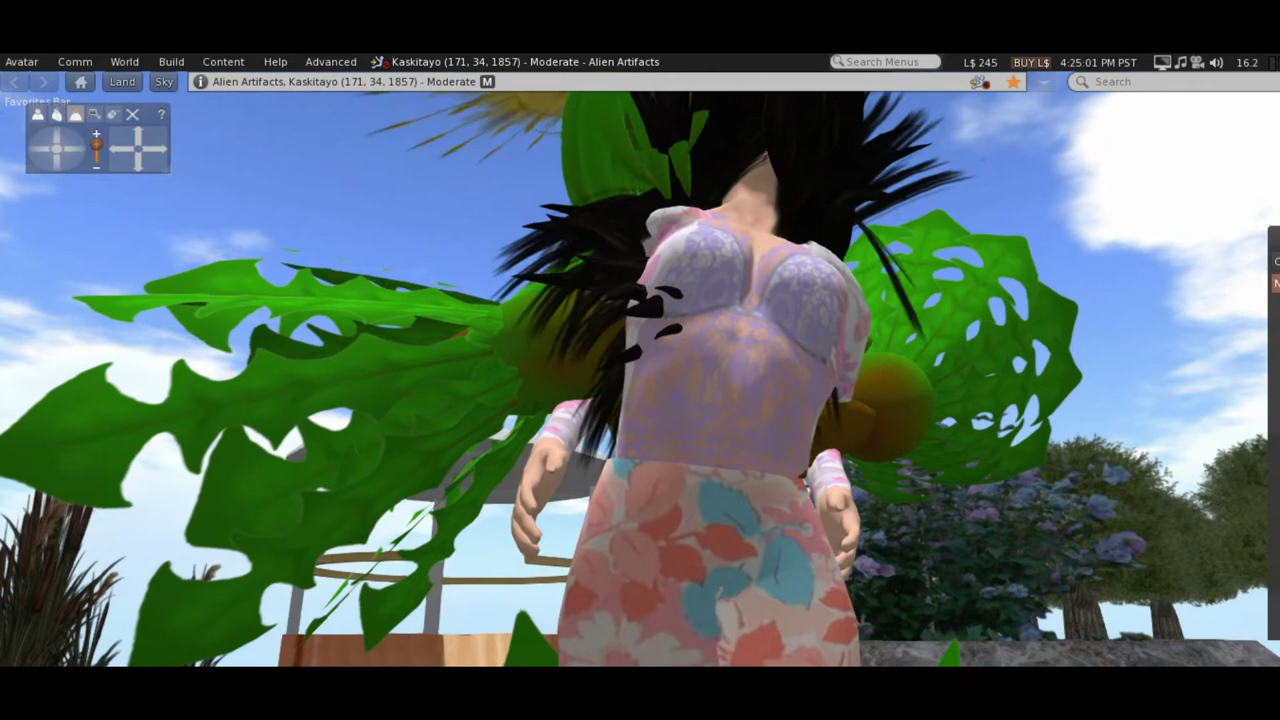 Avatar Comm World Build Content Help Advanced Kaskitayo (171, 34, 1857) - Moderate - Alien Artifacts Search Menus L$ 245 BUY L$ 4:25:01 PM PST 16.2
Land Sky Alien Artifacts, Kaskitayo (171, 34, 1857) - Moderate M Search
Favorites Bar
?